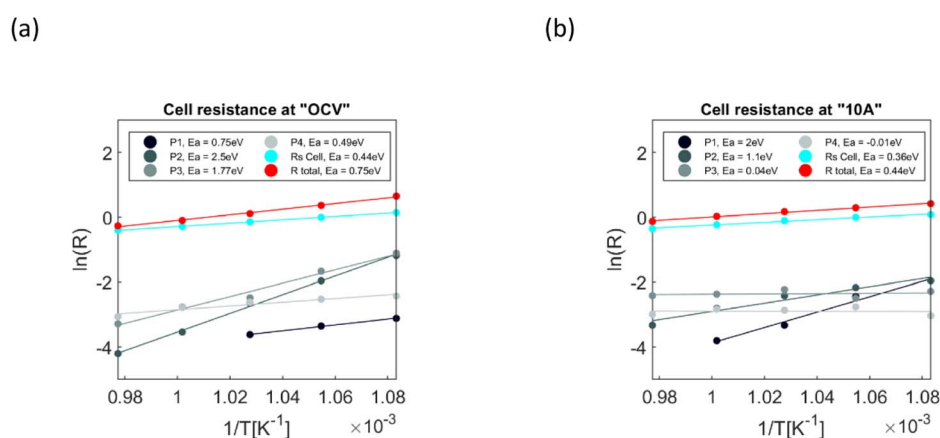 (a)
(b)
Cell resistance at "OCV"
P1, Ea = 0.75eV
P4, Ea = 0.49eV
P2, Ea = 2.5eV
Rs Cell, Ea = 0.44eV
P3, Ea = 1.77eV
R total, Ea = 0.75eV
ln(R)
2
0
-2
-4
0.98
1
1.02
1.04
1.06
1.08
1/T[K⁻¹]
×10⁻³
Cell resistance at "10A"
P1, Ea = 2eV
P4, Ea = -0.01eV
P2, Ea = 1.1eV
Rs Cell, Ea = 0.36eV
P3, Ea = 0.04eV
R total, Ea = 0.44eV
ln(R)
2
0
-2
-4
0.98
1
1.02
1.04
1.06
1.08
1/T[K⁻¹]
×10⁻³